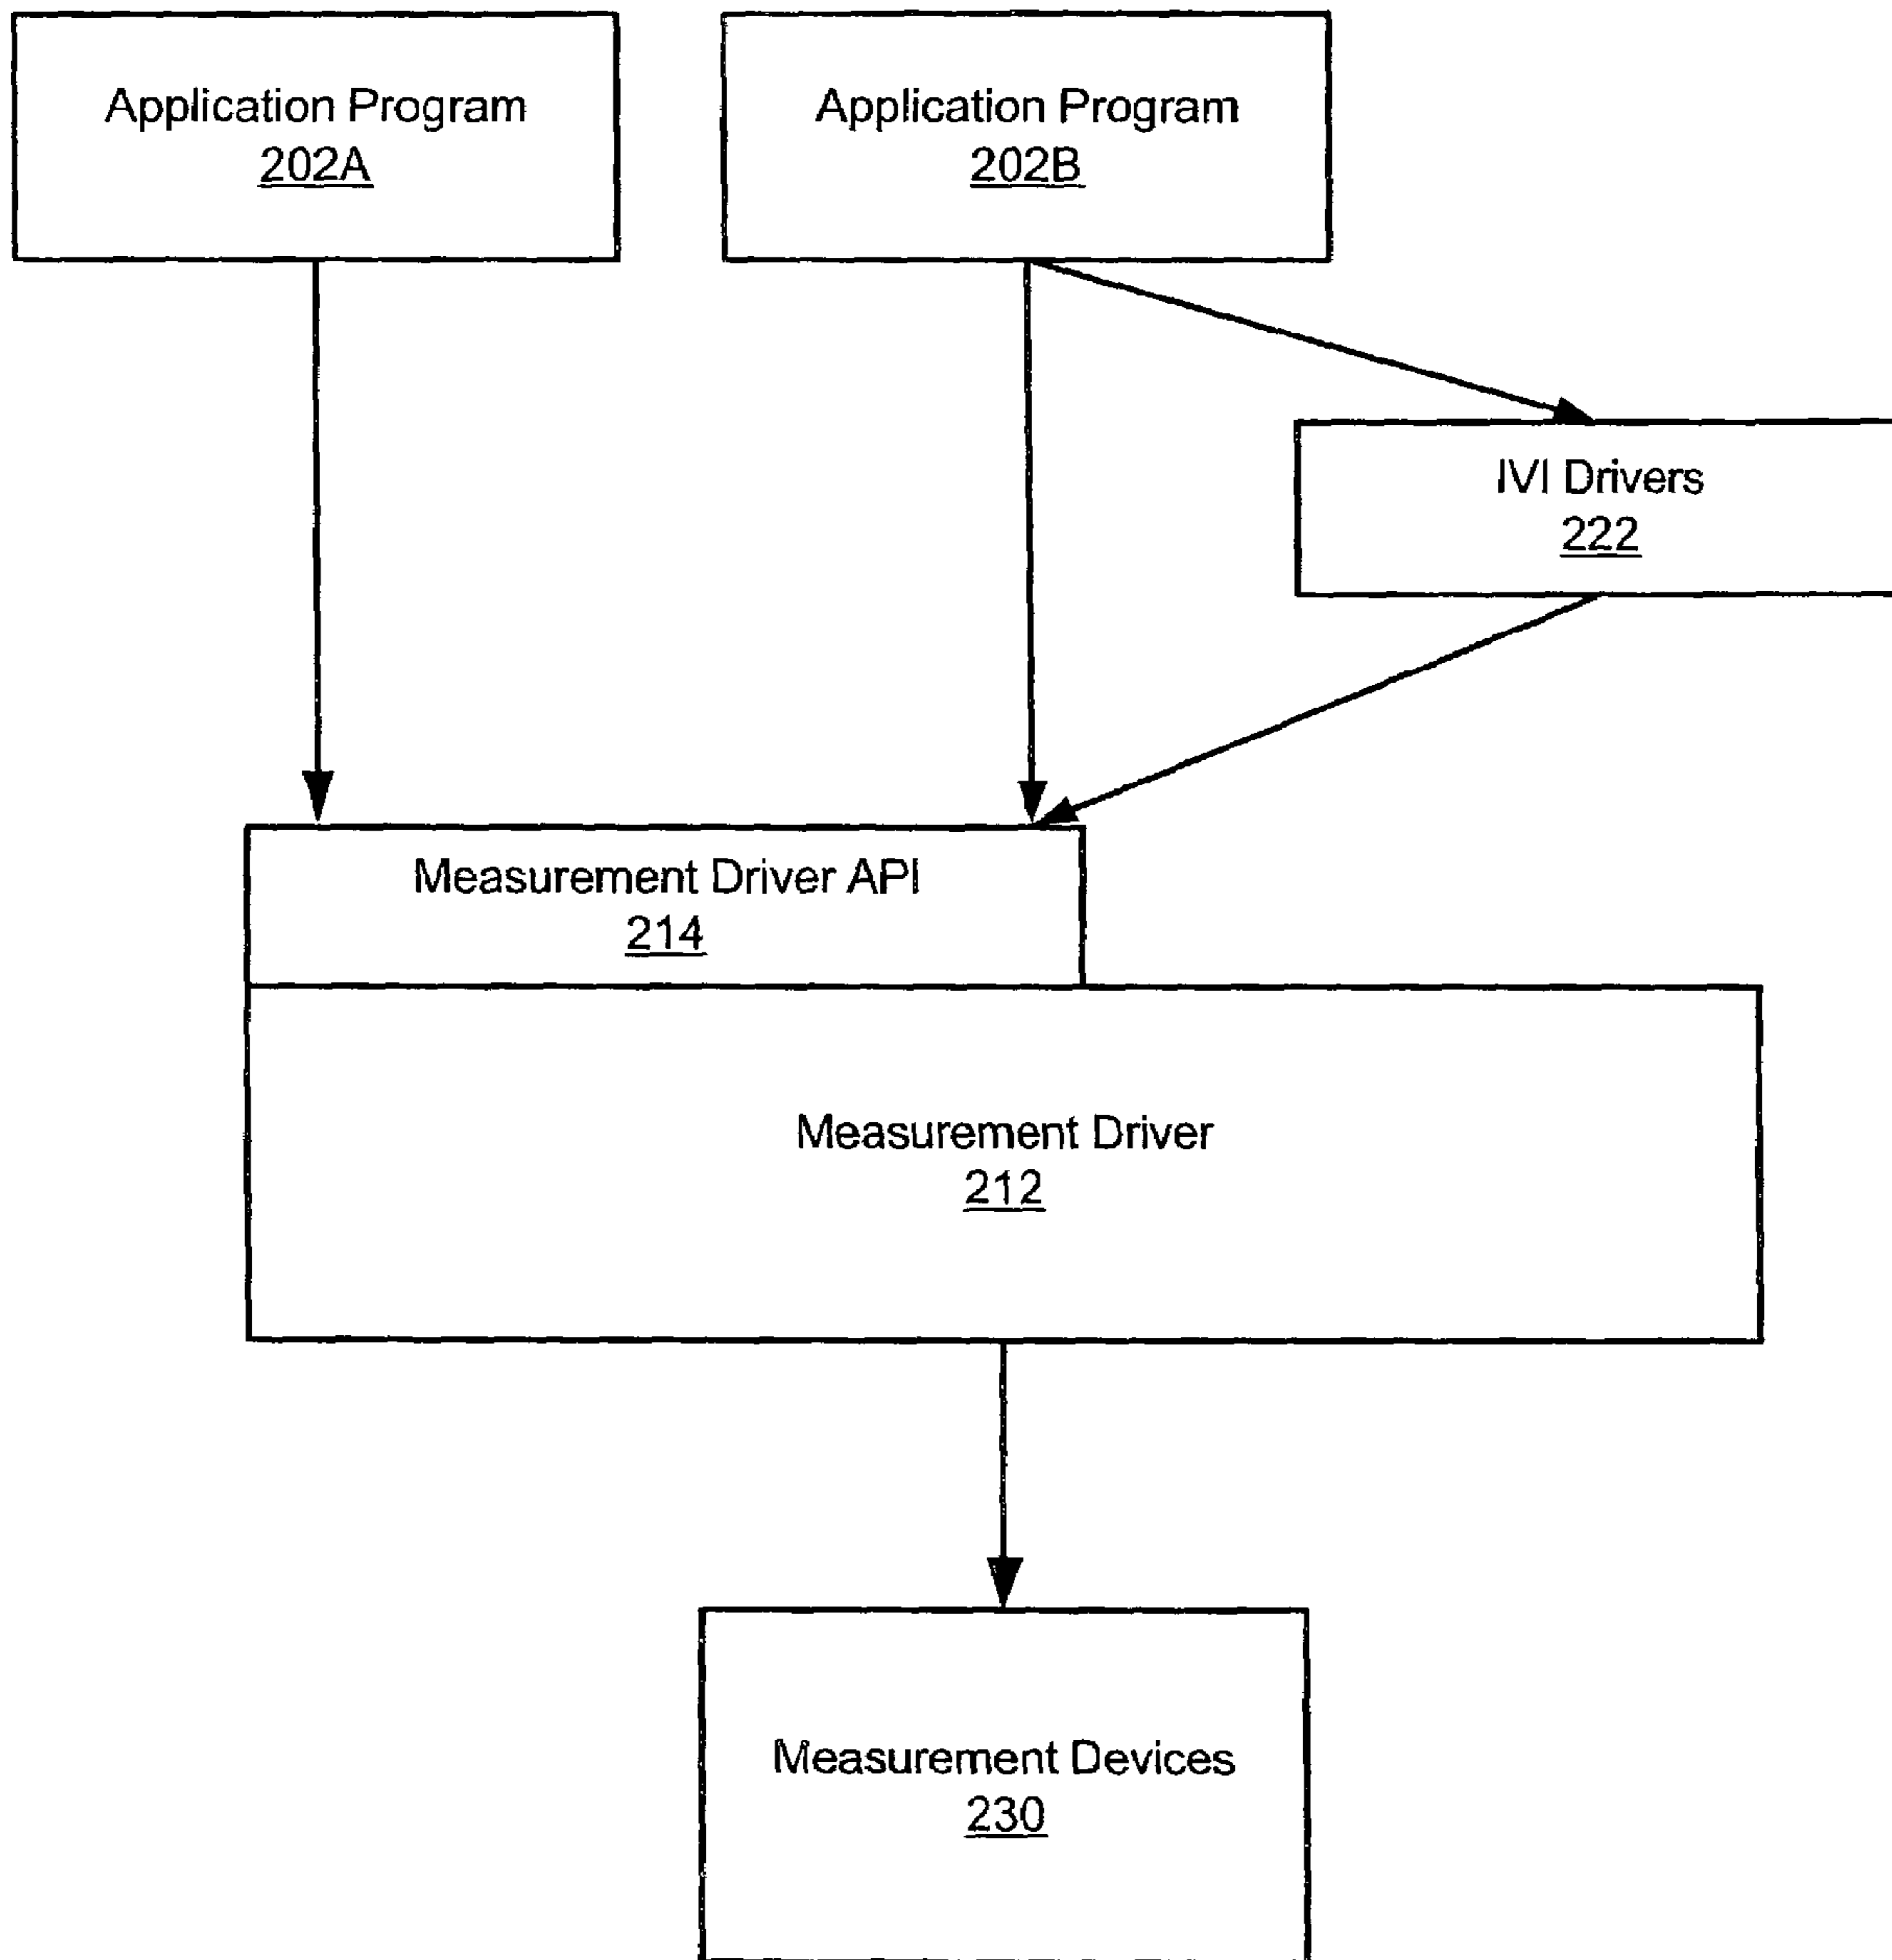 Application Program
202A
Application Program
202B
IVI Drivers
222
Measurement Driver API
214
Measurement Driver
212
Measurement Devices
230